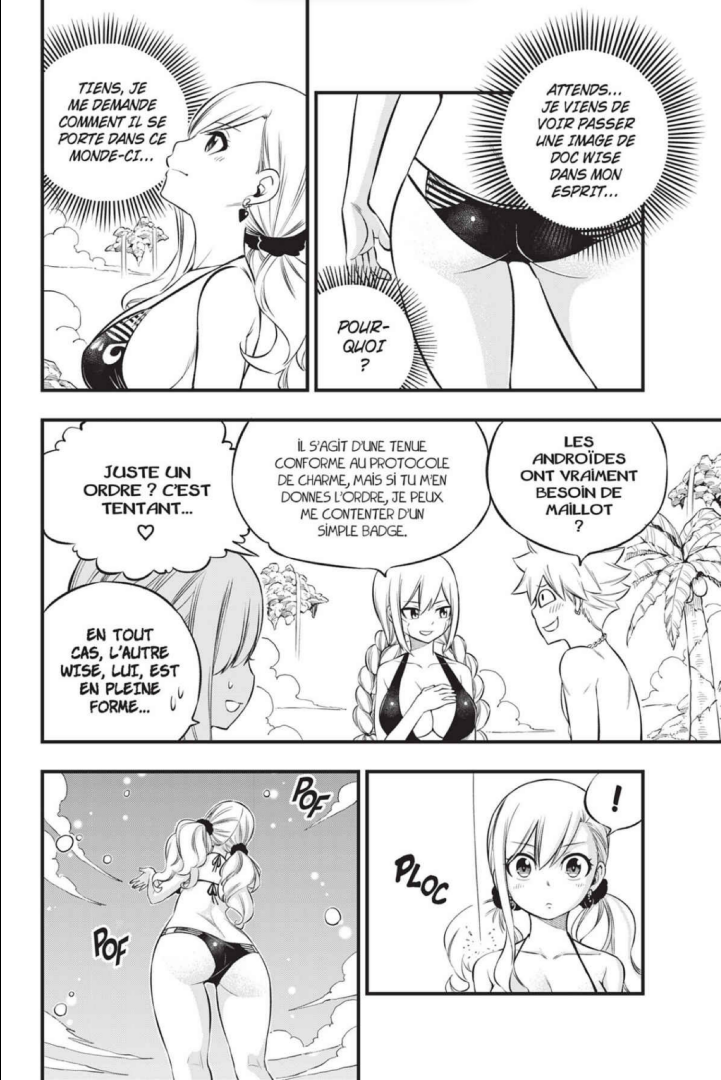 ATTENDS...
JE VIENS DE
VOIR PASSER
UNE IMAGE DE
DOC WISE
DANS MON
ESPRIT...
POUR-
QUOI
?
TIENS, JE
ME DEMANDE
COMMENT IL SE
PORTE DANS CE
MONDE-CI...
LES
ANDROÏDES
ONT VRAIMENT
BESOIN DE
MAILLOT
?
IL S'AGIT D'UNE TENUE
CONFORME AU PROTOCOLE
DE CHARME, MAIS SI TU M'EN
DONNES L'ORDRE, JE PEUX
ME CONTENTER D'UN
SIMPLE BADGE.
JUSTE UN
ORDRE ? C'EST
TENTANT...
♡
EN TOUT
CAS, L'AUTRE
WISE, LUI, EST
EN PLEINE
FORME...
!
PLOC
POF
POF